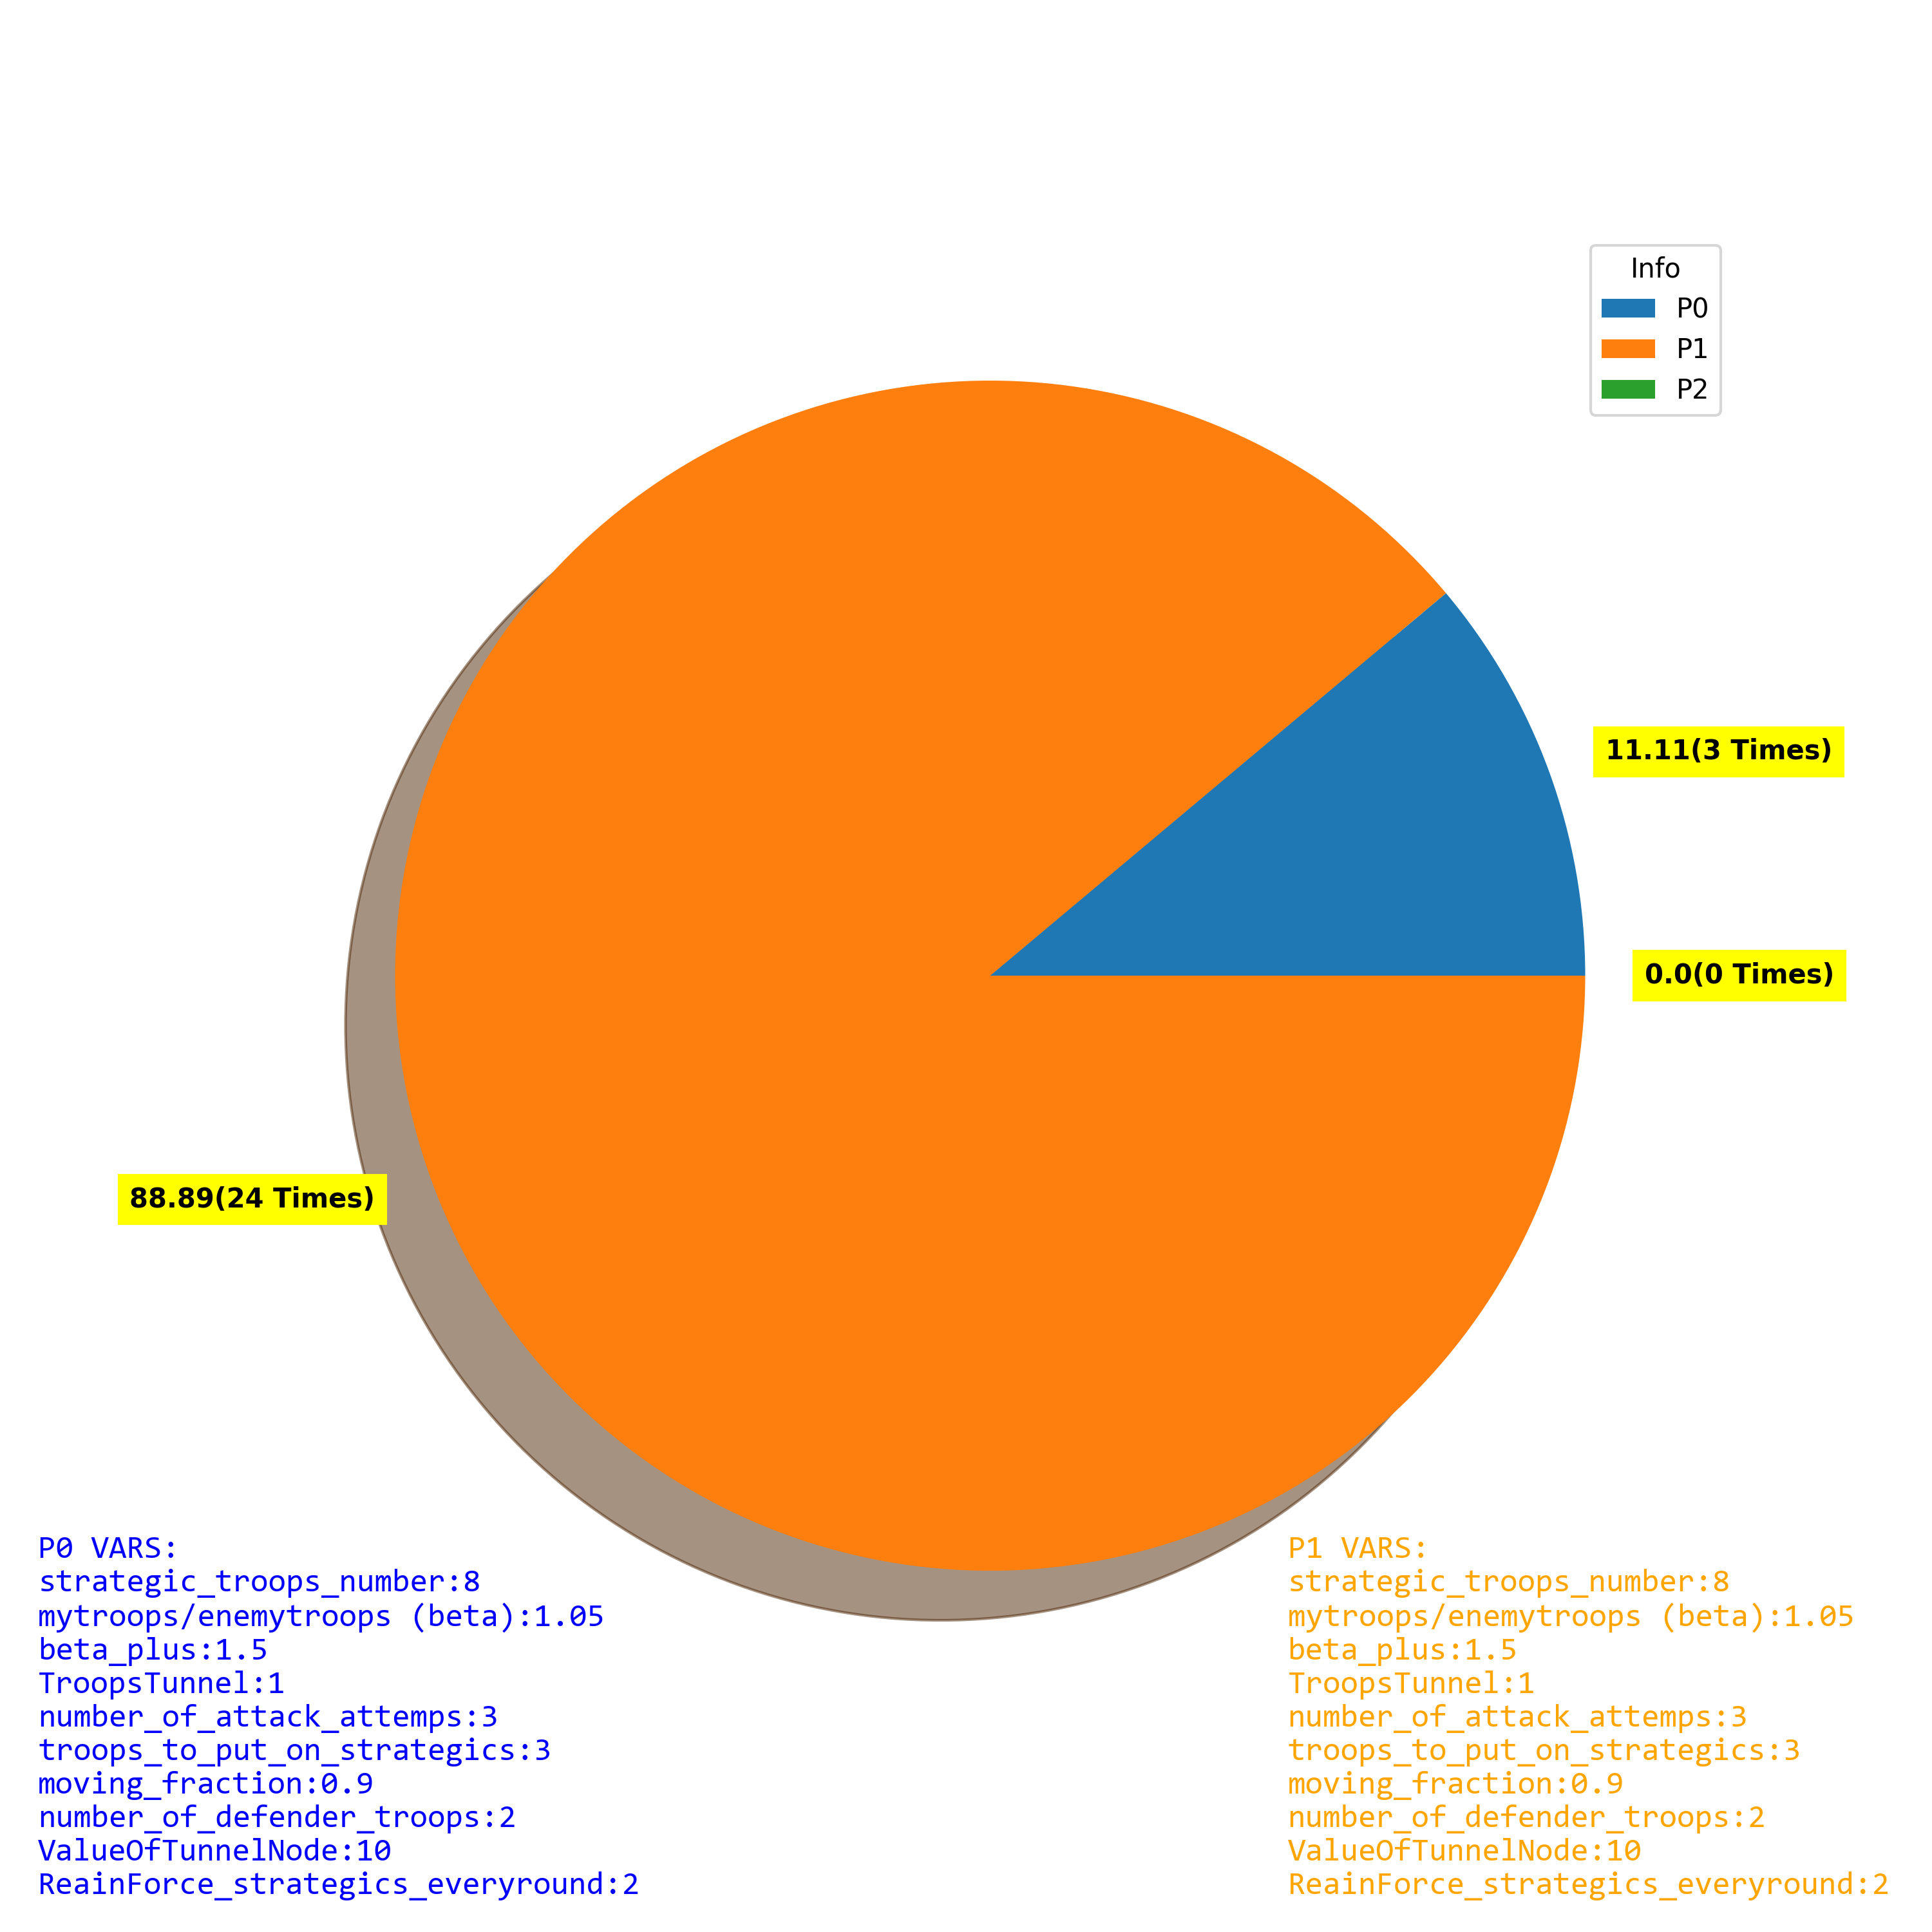 Info
P0
P1
P2
11.11(3 Times)
0.0(0 Times)
88.89(24 Times)
P0 VARS:
strategic_troops_number:8
mytroops/enemytroops (beta):1.05
beta_plus:1.5
TroopsTunnel:1
number_of_attack_attemps:3
troops_to_put_on_strategics:3
moving_fraction:0.9
number_of_defender_troops:2
ValueOfTunnelNode:10
ReainForce_strategics_everyround:2
P1 VARS:
strategic_troops_number:8
mytroops/enemytroops (beta):1.05
beta_plus:1.5
TroopsTunnel:1
number_of_attack_attemps:3
troops_to_put_on_strategics:3
moving_fraction:0.9
number_of_defender_troops:2
ValueOfTunnelNode:10
ReainForce_strategics_everyround:2